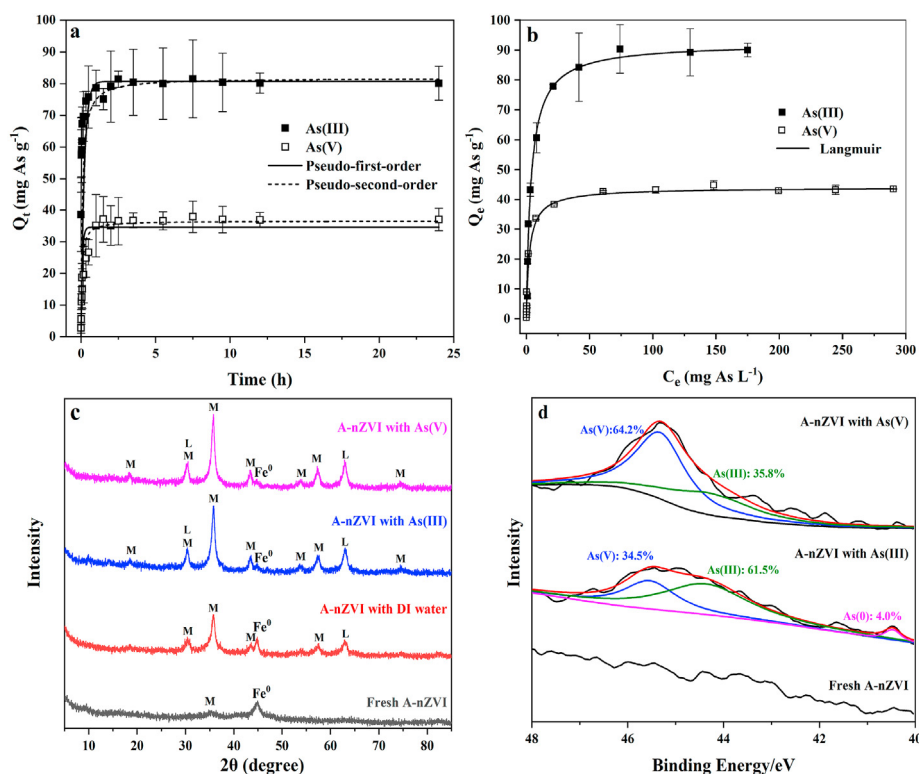 a
Q_t (mg As g⁻¹)
100
90
80
70
60
50
40
30
20
10
0
As(III)
As(V)
Pseudo-first-order
Pseudo-second-order
0 5 10 15 20 25
Time (h)
b
Q_e (mg As g⁻¹)
100
90
80
70
60
50
40
30
20
10
0
As(III)
As(V)
Langmuir
0 50 100 150 200 250 300
C_e (mg As L⁻¹)
c
Intensity
A-nZVI with As(V)
M L M M M Fe⁰ M M L M
A-nZVI with As(III)
M L M M M Fe⁰ M M L M
A-nZVI with DI water
M M M Fe⁰ M L
Fresh A-nZVI
M Fe⁰
10 20 30 40 50 60 70 80
2θ (degree)
d
Intensity
A-nZVI with As(V)
As(V):64.2%
As(III): 35.8%
A-nZVI with As(III)
As(V): 34.5%
As(III): 61.5%
As(0): 4.0%
Fresh A-nZVI
48 46 44 42 40
Binding Energy/eV